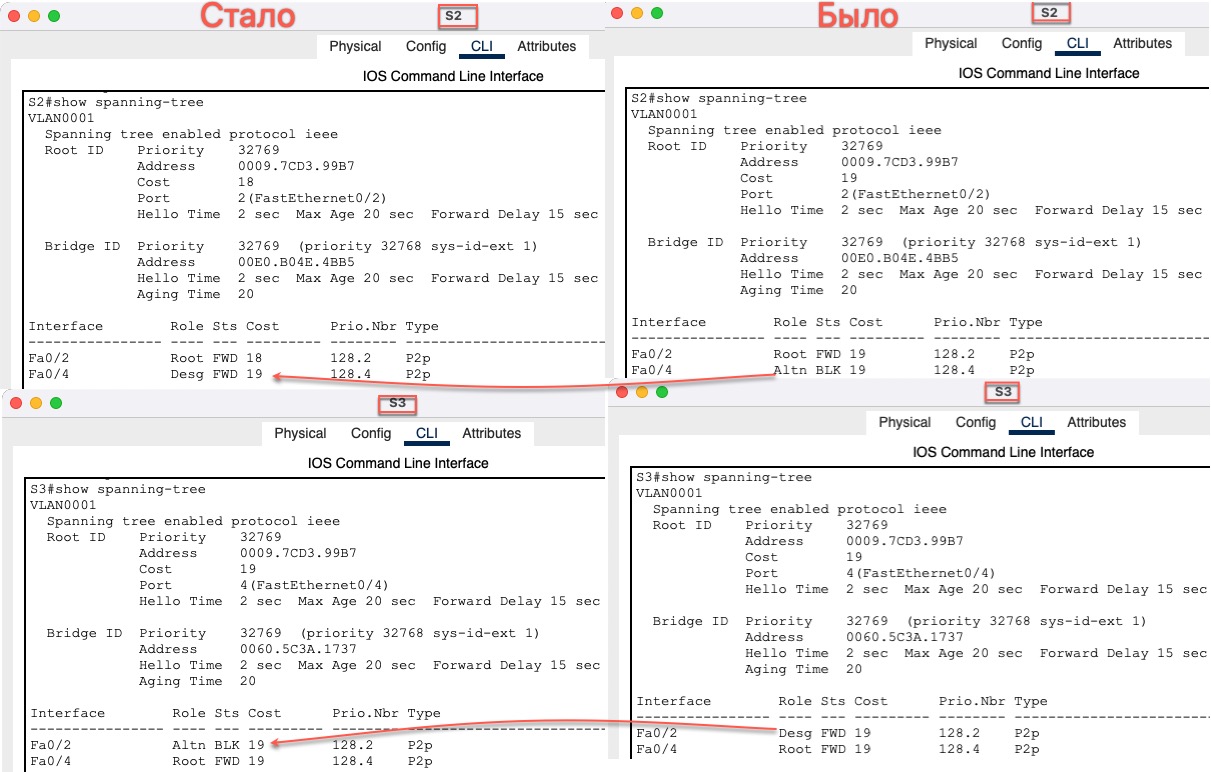 Стало
S2
Physical Config CLI Attributes
IOS Command Line Interface
S2#show spanning-tree
VLAN0001
Spanning tree enabled protocol ieee
Root ID Priority 32769
Address 0009.7CD3.99B7
Cost 18
Port 2(FastEthernet0/2)
Hello Time 2 sec Max Age 20 sec Forward Delay 15 sec
Bridge ID Priority 32769 (priority 32768 sys-id-ext 1)
Address 00E0.B04E.4BB5
Hello Time 2 sec Max Age 20 sec Forward Delay 15 sec
Aging Time 20
Interface Role Sts Cost Prio.Nbr Type
---------------- ---- --- --------- -------- --------------------------------
Fa0/2 Root FWD 18 128.2 P2p
Fa0/4 Desg FWD 19 128.4 P2p
Было
S2
Physical Config CLI Attributes
IOS Command Line Interface
S2#show spanning-tree
VLAN0001
Spanning tree enabled protocol ieee
Root ID Priority 32769
Address 0009.7CD3.99B7
Cost 19
Port 2(FastEthernet0/2)
Hello Time 2 sec Max Age 20 sec Forward Delay 15 sec
Bridge ID Priority 32769 (priority 32768 sys-id-ext 1)
Address 00E0.B04E.4BB5
Hello Time 2 sec Max Age 20 sec Forward Delay 15 sec
Aging Time 20
Interface Role Sts Cost Prio.Nbr Type
---------------- ---- --- --------- -------- --------------------------------
Fa0/2 Root FWD 19 128.2 P2p
Fa0/4 Altn BLK 19 128.4 P2p
S3
Physical Config CLI Attributes
IOS Command Line Interface
S3#show spanning-tree
VLAN0001
Spanning tree enabled protocol ieee
Root ID Priority 32769
Address 0009.7CD3.99B7
Cost 19
Port 4(FastEthernet0/4)
Hello Time 2 sec Max Age 20 sec Forward Delay 15 sec
Bridge ID Priority 32769 (priority 32768 sys-id-ext 1)
Address 0060.5C3A.1737
Hello Time 2 sec Max Age 20 sec Forward Delay 15 sec
Aging Time 20
Interface Role Sts Cost Prio.Nbr Type
---------------- ---- --- --------- -------- --------------------------------
Fa0/2 Altn BLK 19 128.2 P2p
Fa0/4 Root FWD 19 128.4 P2p
S3
Physical Config CLI Attributes
IOS Command Line Interface
S3#show spanning-tree
VLAN0001
Spanning tree enabled protocol ieee
Root ID Priority 32769
Address 0009.7CD3.99B7
Cost 19
Port 4(FastEthernet0/4)
Hello Time 2 sec Max Age 20 sec Forward Delay 15 sec
Bridge ID Priority 32769 (priority 32768 sys-id-ext 1)
Address 0060.5C3A.1737
Hello Time 2 sec Max Age 20 sec Forward Delay 15 sec
Aging Time 20
Interface Role Sts Cost Prio.Nbr Type
---------------- ---- --- --------- -------- --------------------------------
Fa0/2 Desg FWD 19 128.2 P2p
Fa0/4 Root FWD 19 128.4 P2p